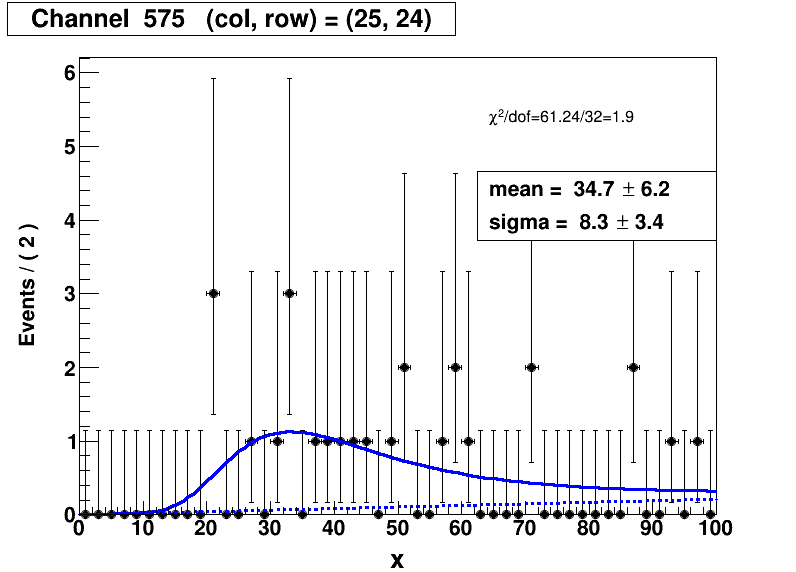 Channel 575 (col, row) = (25, 24)
χ²/dof=61.24/32=1.9
mean = 34.7 ± 6.2
sigma = 8.3 ± 3.4
Events / ( 2 )
6
5
4
3
2
1
0
0 10 20 30 40 50 60 70 80 90 100
x